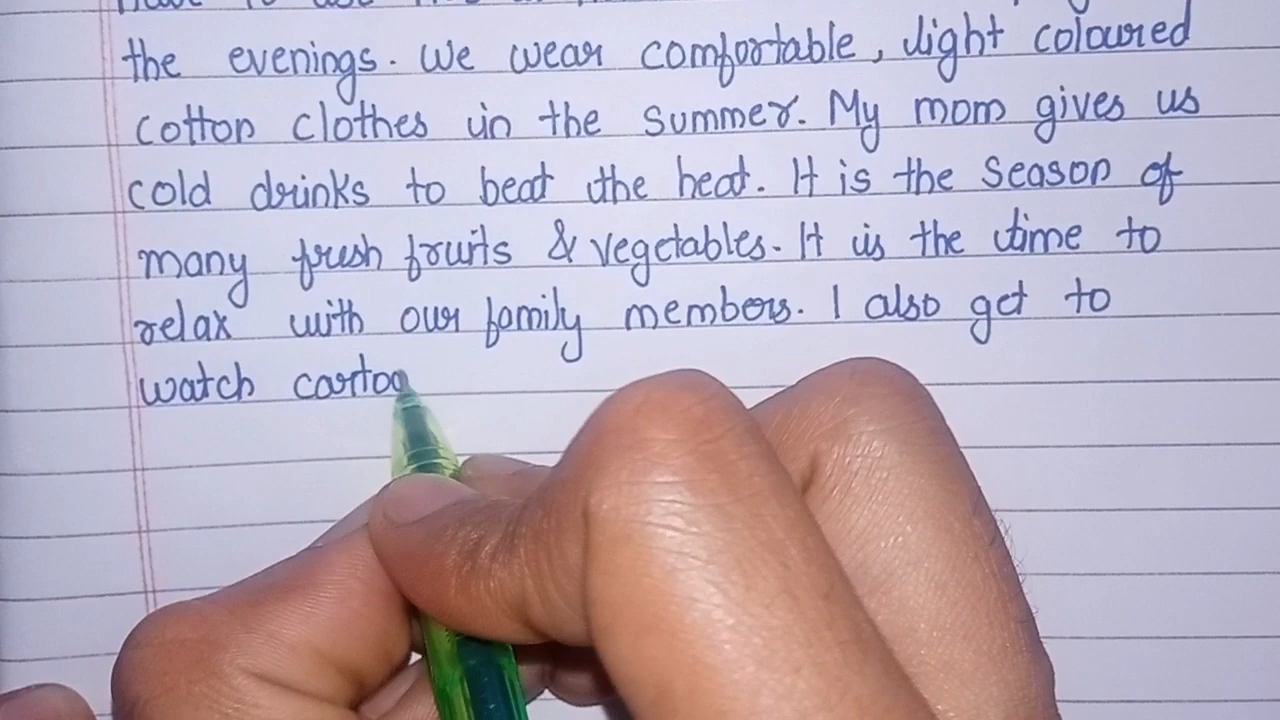 the evenings. We wear comfortable, light coloured
cotton clothes in the summer. My mom gives us
cold drinks to beat the heat. It is the season of
many fresh fruits & vegetables. It is the time to
relax with our family members. I also get to
watch cartoo